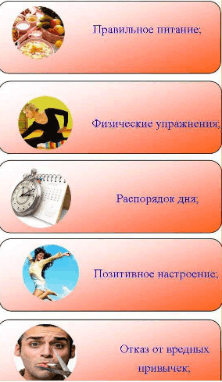 Правильное питание;
Физические упражнения;
Распорядок дня;
Позитивное настроение;
Отказ от вредных
привычек;